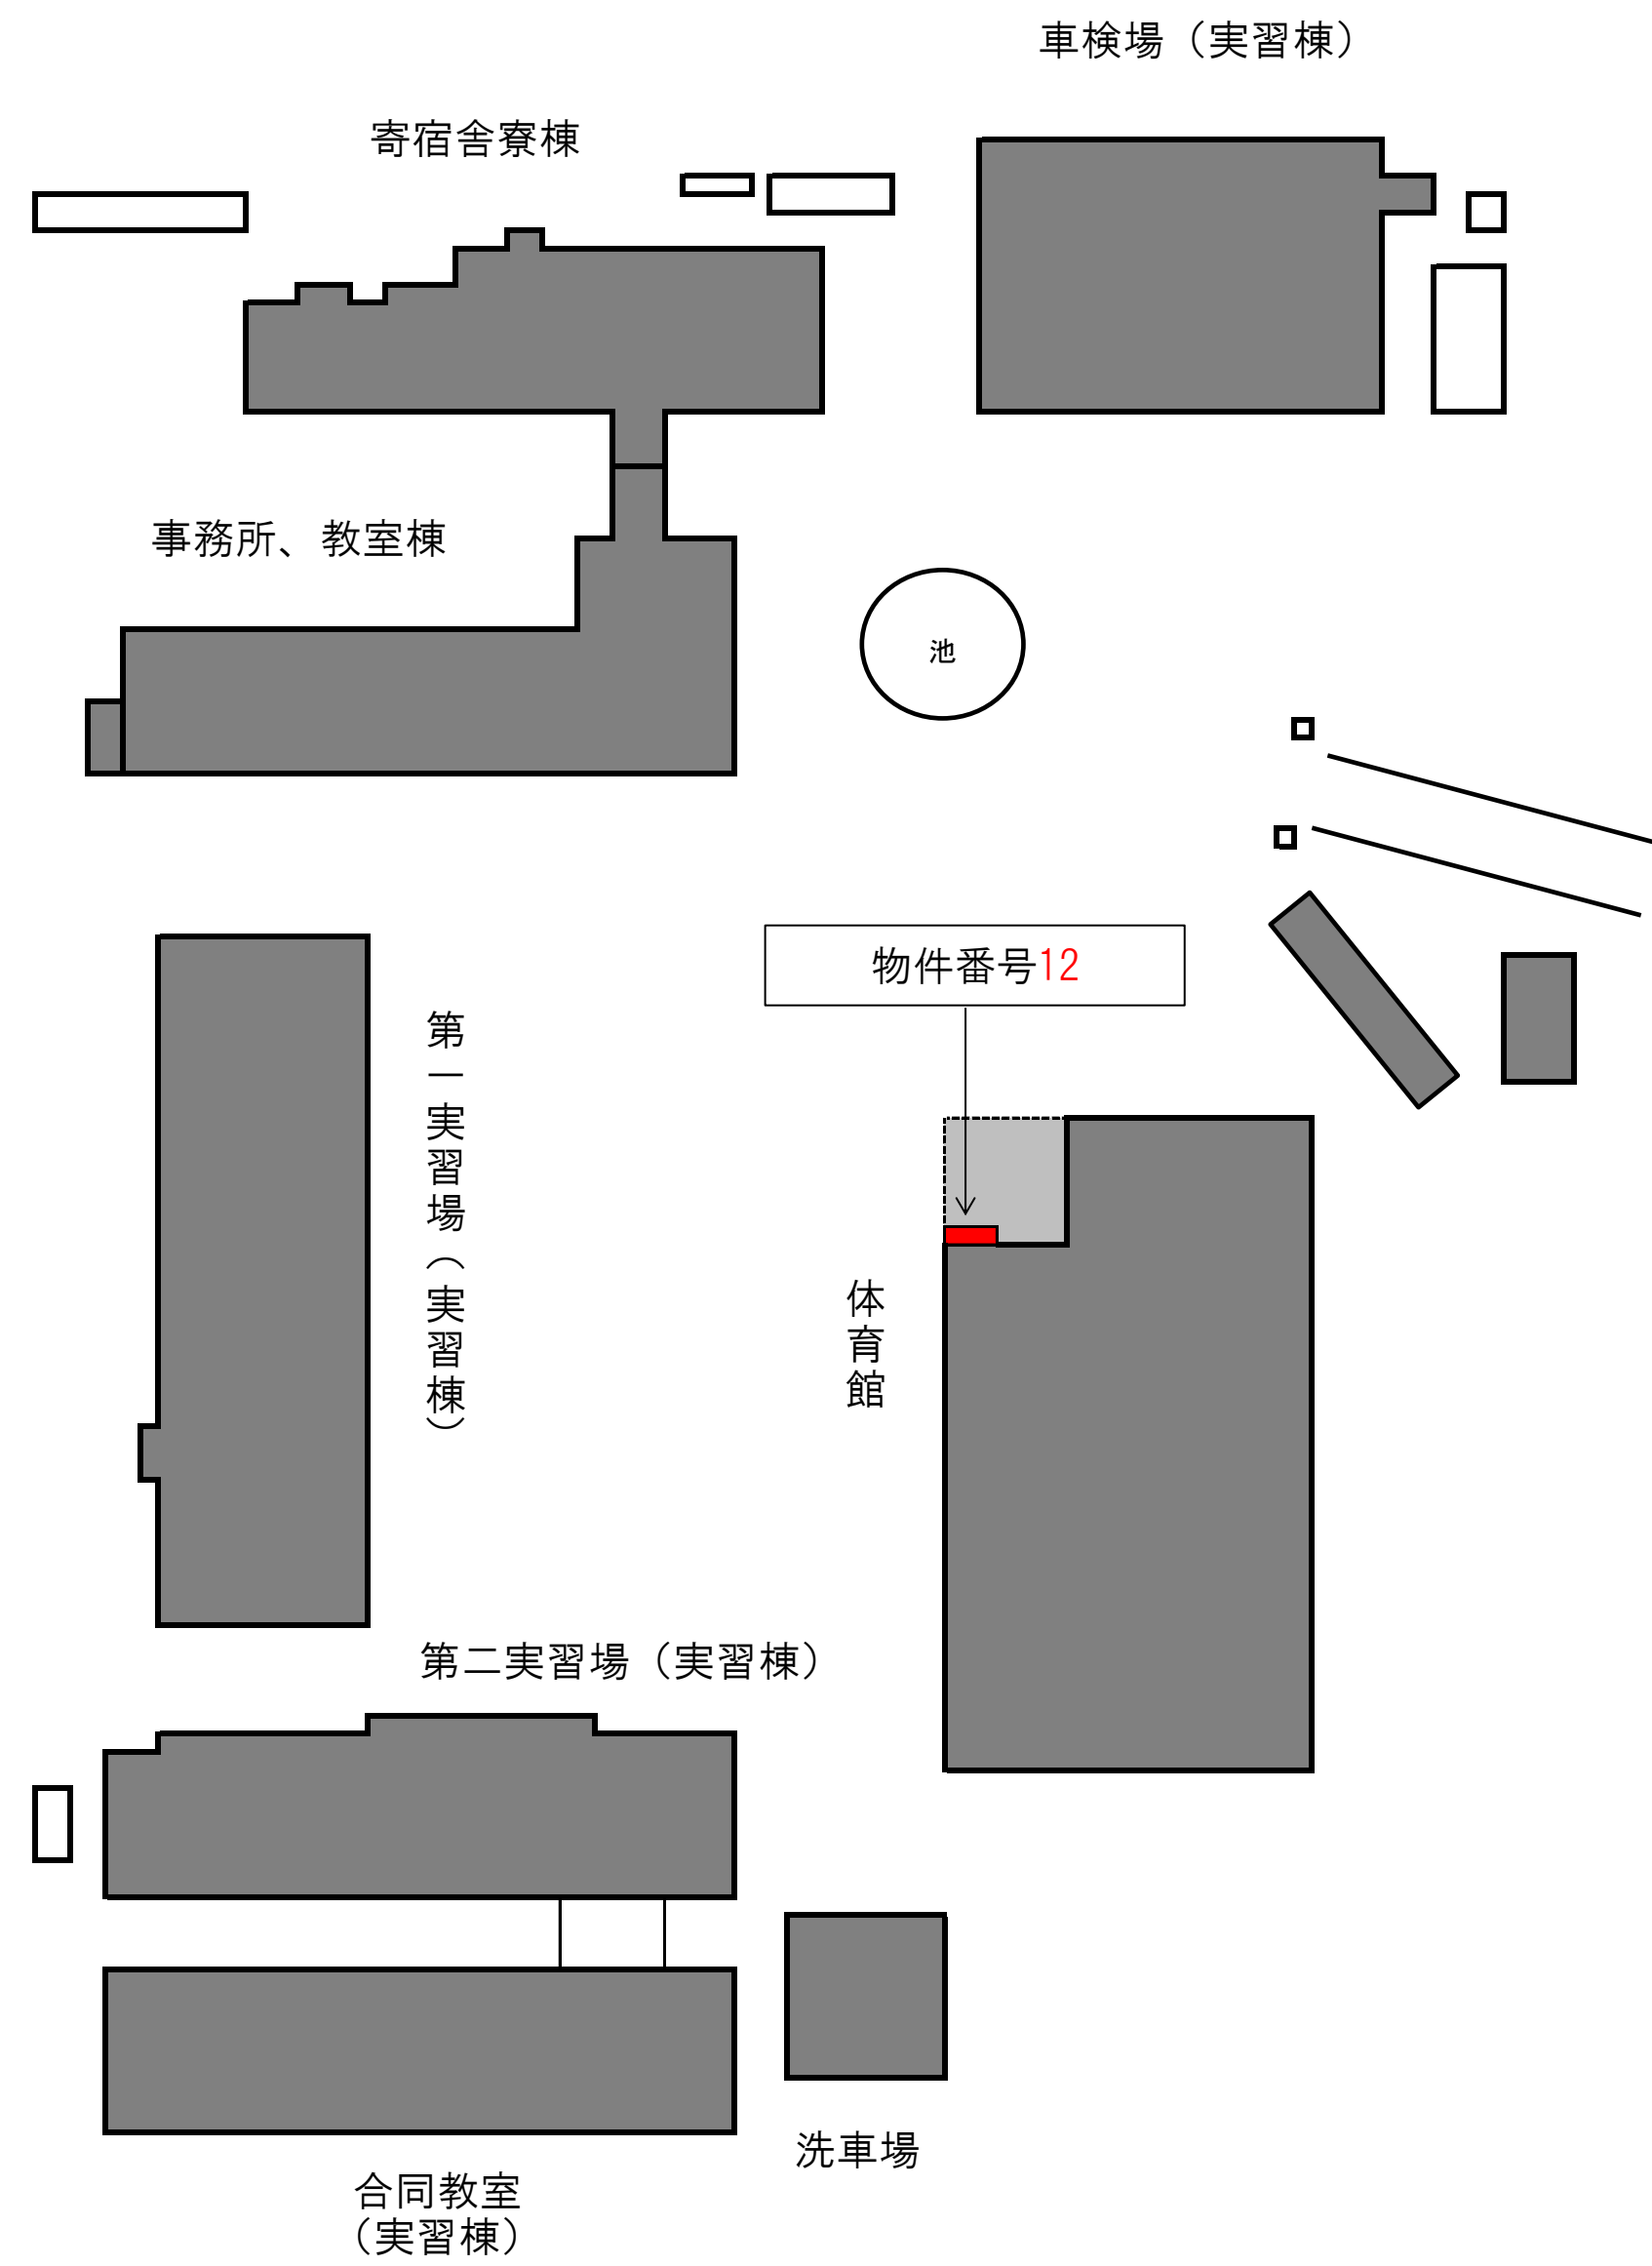 車検場（実習棟）
寄宿舎寮棟
事務所、教室棟
池
物件番号12
第一実習場（実習棟）
体育館
第二実習場（実習棟）
洗車場
合同教室
（実習棟）